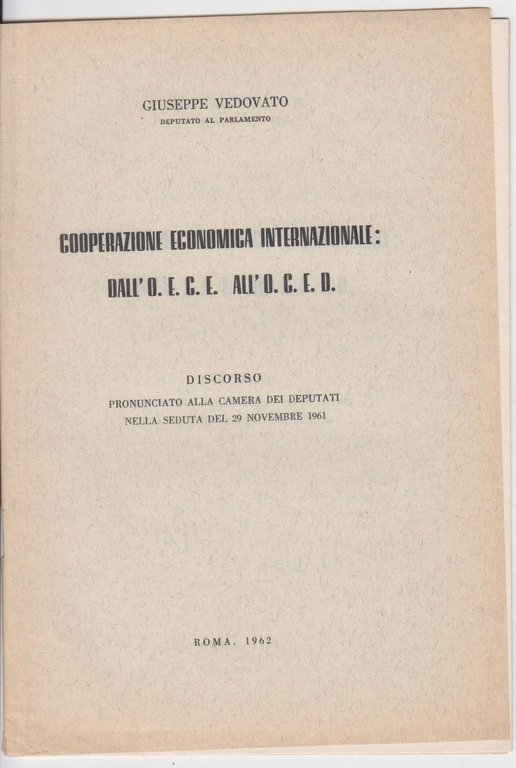 GIUSEPPE VEDOVATO
DEPUTATO AL PARLAMENTO
COOPERAZIONE ECONOMICA INTERNAZIONALE:
DALL'O. E. C. E. ALL'O. C. E. D.
DISCORSO
PRONUNCIATO ALLA CAMERA DEI DEPUTATI
NELLA SEDUTA DEL 29 NOVEMBRE 1961
ROMA, 1962